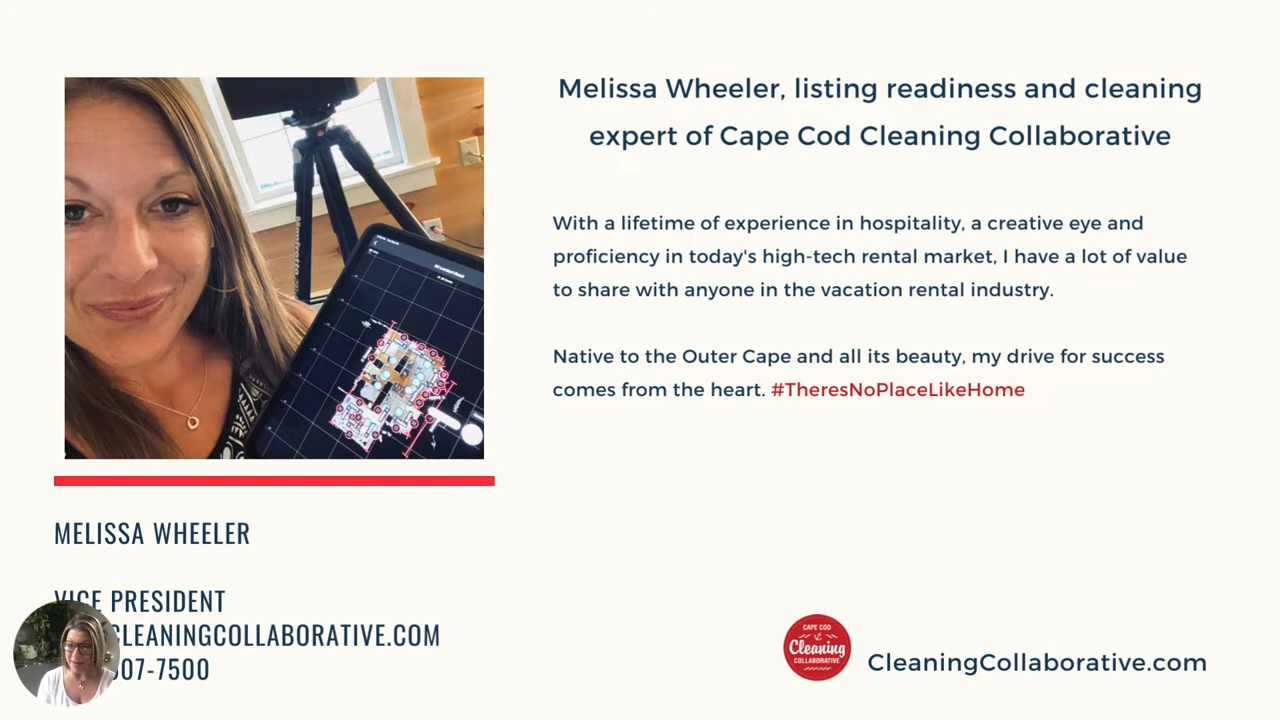 Melissa Wheeler, listing readiness and cleaning
expert of Cape Cod Cleaning Collaborative
With a lifetime of experience in hospitality, a creative eye and
proficiency in today's high-tech rental market, I have a lot of value
to share with anyone in the vacation rental industry.
Native to the Outer Cape and all its beauty, my drive for success
comes from the heart. #TheresNoPlaceLikeHome
Manfrotto
MELISSA WHEELER
VICE PRESIDENT
CLEANINGCOLLABORATIVE.COM
07-7500
CAPE COD
Cleaning
COLLABORATIVE
CleaningCollaborative.com